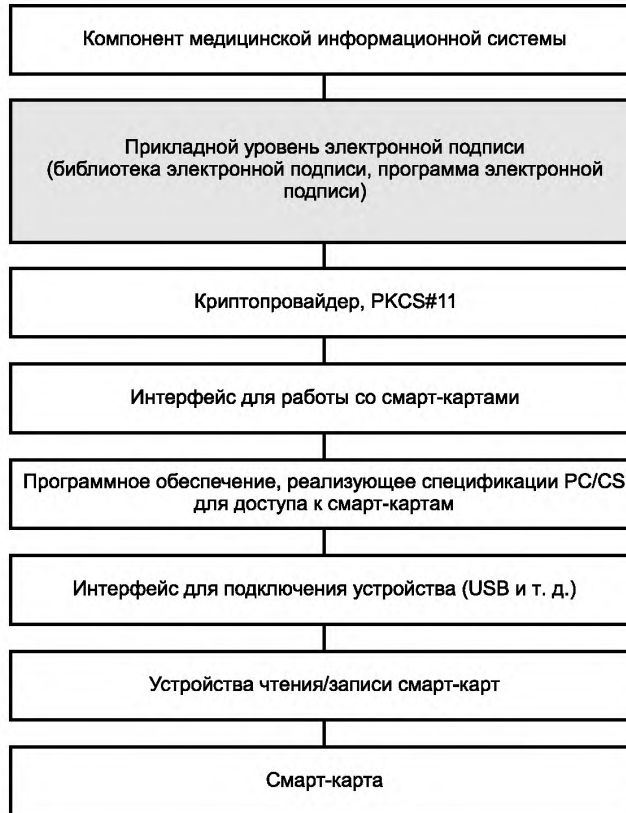 Компонент медицинской информационной системы
Прикладной уровень электронной подписи
(библиотека электронной подписи, программа электронной
подписи)
Криптопровайдер, PKCS#11
Интерфейс для работы со смарт-картами
Программное обеспечение, реализующее спецификации PC/CS
для доступа к смарт-картам
Интерфейс для подключения устройства (USB и т. д.)
Устройства чтения/записи смарт-карт
Смарт-карта